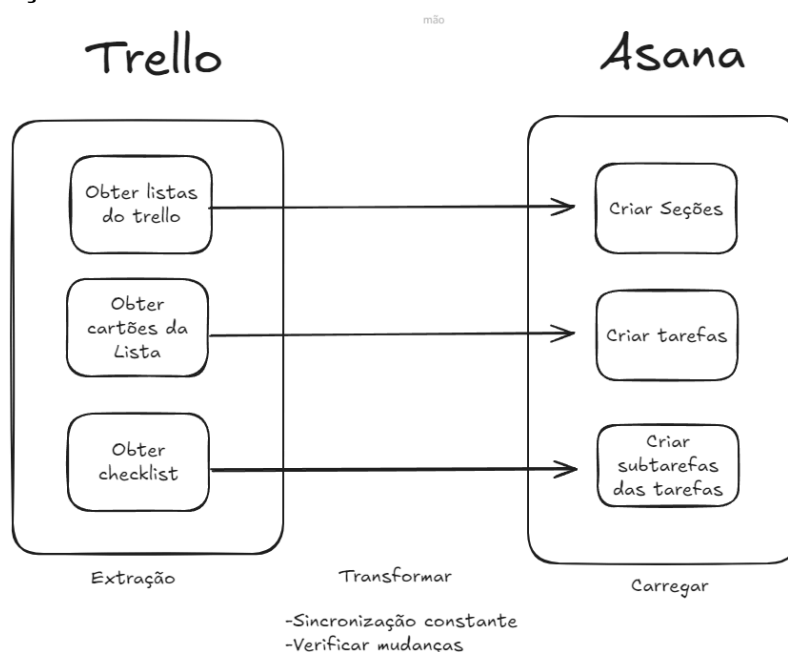 mão
Trello
Asana
Obter listas
do trello
Criar Seções
Obter
cartões da
Lista
Criar tarefas
Obter
checklist
Criar
subtarefas
das tarefas
Extração
Transformar
Carregar
-Sincronização constante
-Verificar mudanças